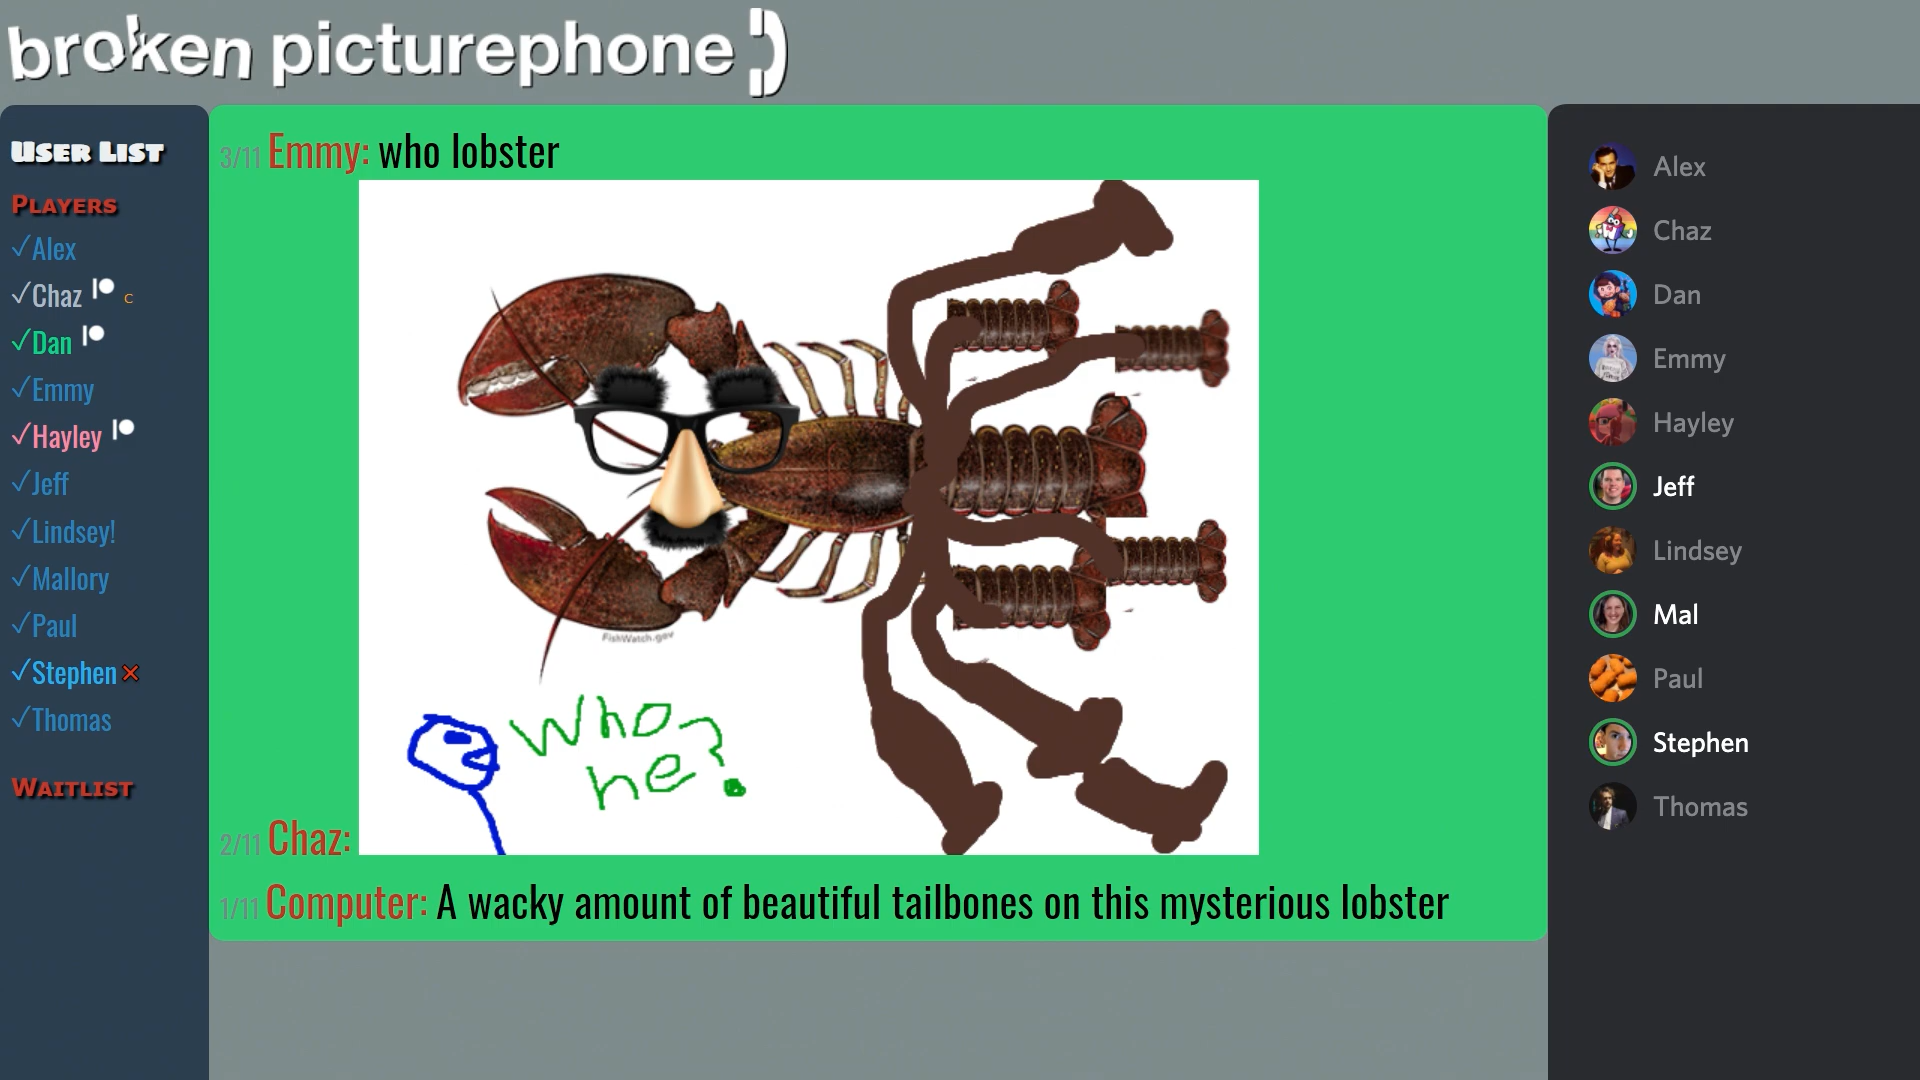 broken picturephone
User List
Players
✓Alex
✓Chaz C
✓Dan
✓Emmy
✓Hayley
✓Jeff
✓Lindsey!
✓Mallory
✓Paul
✓Stephen ✕
✓Thomas
Waitlist
3/11 Emmy: who lobster
FishWatch.gov
Who
he?
2/11 Chaz:
1/11 Computer: A wacky amount of beautiful tailbones on this mysterious lobster
Alex
Chaz
Dan
Emmy
Hayley
Jeff
Lindsey
Mal
Paul
Stephen
Thomas